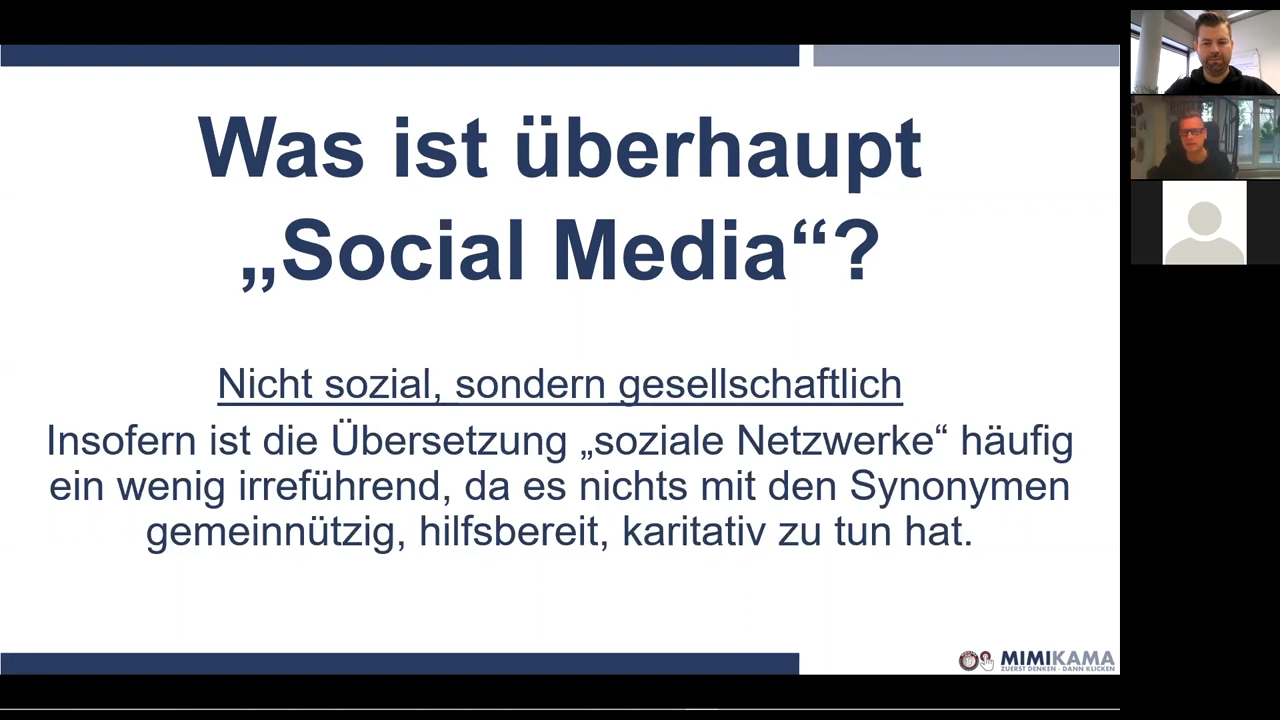 Was ist überhaupt
„Social Media“?
Nicht sozial, sondern gesellschaftlich
Insofern ist die Übersetzung „soziale Netzwerke“ häufig
ein wenig irreführend, da es nichts mit den Synonymen
gemeinnützig, hilfsbereit, karitativ zu tun hat.
MIMIKAMA
ZUERST DENKEN - DANN KLICKEN